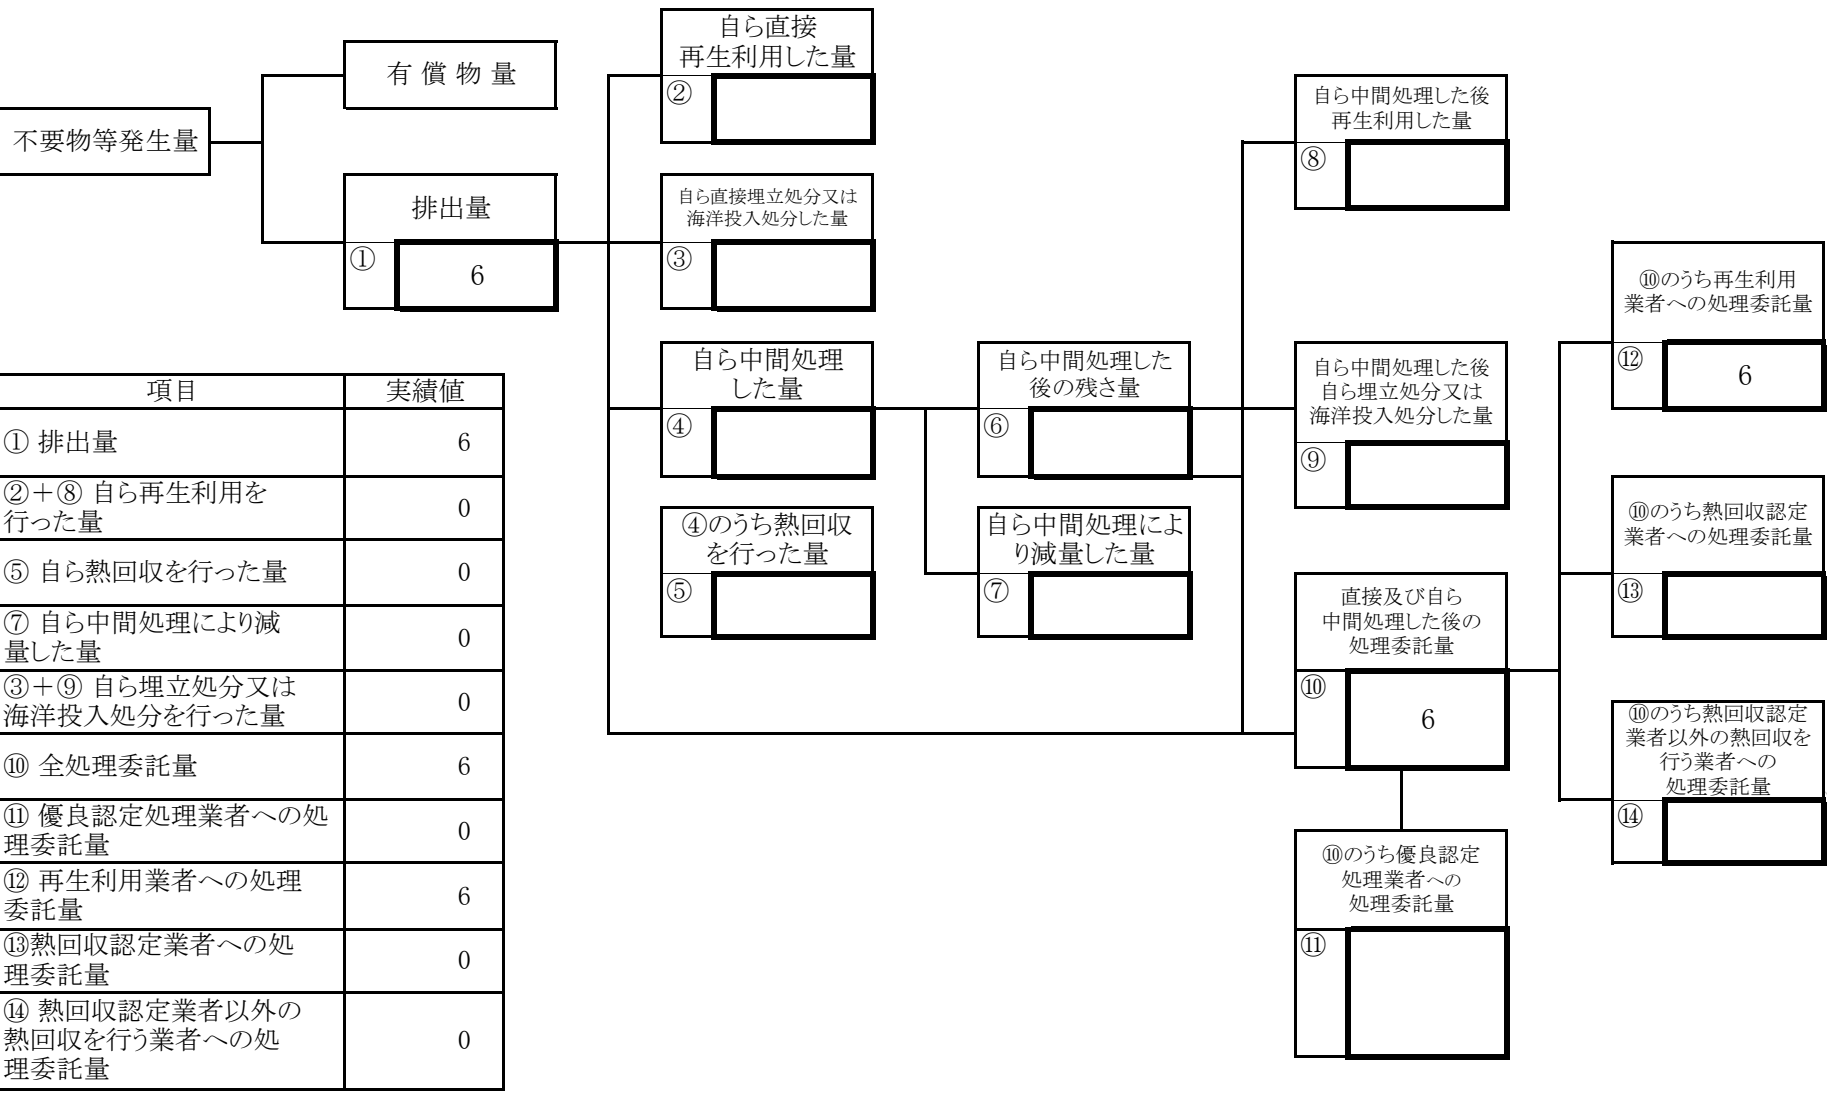 不要物等発生量
有 償 物 量
排出量
①
6
自ら直接
再生利用した量
②
自ら直接埋立処分又は
海洋投入処分した量
③
自ら中間処理
した量
④
④のうち熱回収
を行った量
⑤
自ら中間処理した
後の残さ量
⑥
自ら中間処理によ
り減量した量
⑦
自ら中間処理した後
再生利用した量
⑧
自ら中間処理した後
自ら埋立処分又は
海洋投入処分した量
⑨
直接及び自ら
中間処理した後の
処理委託量
⑩
6
⑩のうち優良認定
処理業者への
処理委託量
⑪
⑩のうち再生利用
業者への処理委託量
⑫
6
⑩のうち熱回収認定
業者への処理委託量
⑬
⑩のうち熱回収認定
業者以外の熱回収を
行う業者への
処理委託量
⑭
項目 実績値
① 排出量 6
②＋⑧ 自ら再生利用を
行った量 0
⑤ 自ら熱回収を行った量 0
⑦ 自ら中間処理により減
量した量 0
③＋⑨ 自ら埋立処分又は
海洋投入処分を行った量 0
⑩ 全処理委託量 6
⑪ 優良認定処理業者への処
理委託量 0
⑫ 再生利用業者への処理
委託量 6
⑬熱回収認定業者への処
理委託量 0
⑭ 熱回収認定業者以外の
熱回収を行う業者への処 0
理委託量